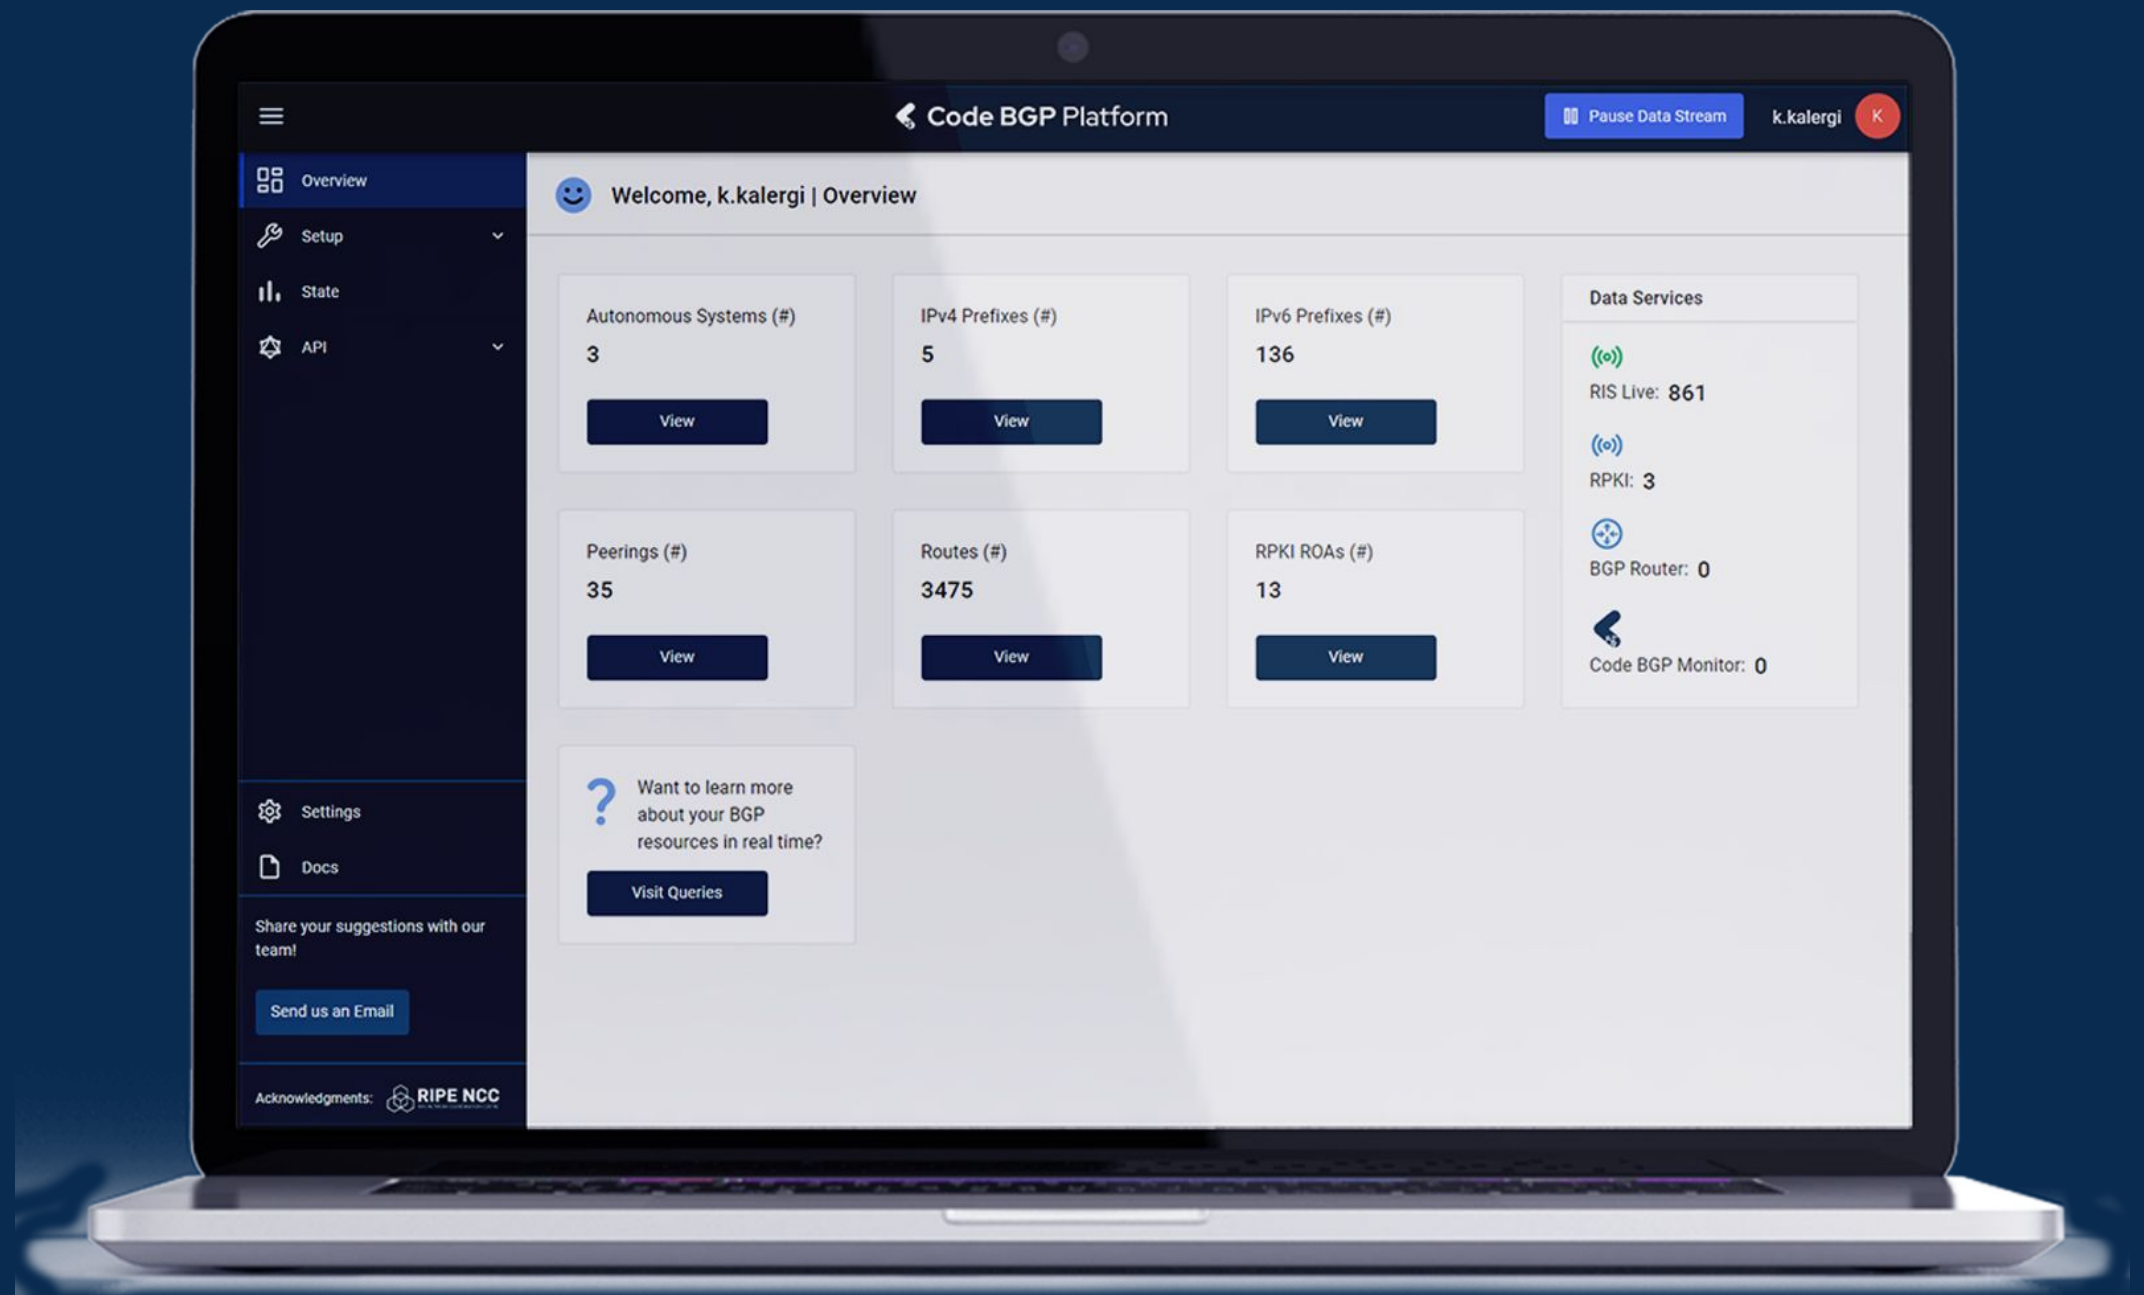 Code BGP Platform
Pause Data Stream
k.kalergi
K
Overview
Setup
State
API
Settings
Docs
Share your suggestions with our
team!
Send us an Email
Acknowledgments: RIPE NCC
Welcome, k.kalergi | Overview
Autonomous Systems (#)
3
View
IPv4 Prefixes (#)
5
View
IPv6 Prefixes (#)
136
View
Peerings (#)
35
View
Routes (#)
3475
View
RPKI ROAs (#)
13
View
Data Services
RIS Live: 861
RPKI: 3
BGP Router: 0
Code BGP Monitor: 0
?
Want to learn more
about your BGP
resources in real time?
Visit Queries